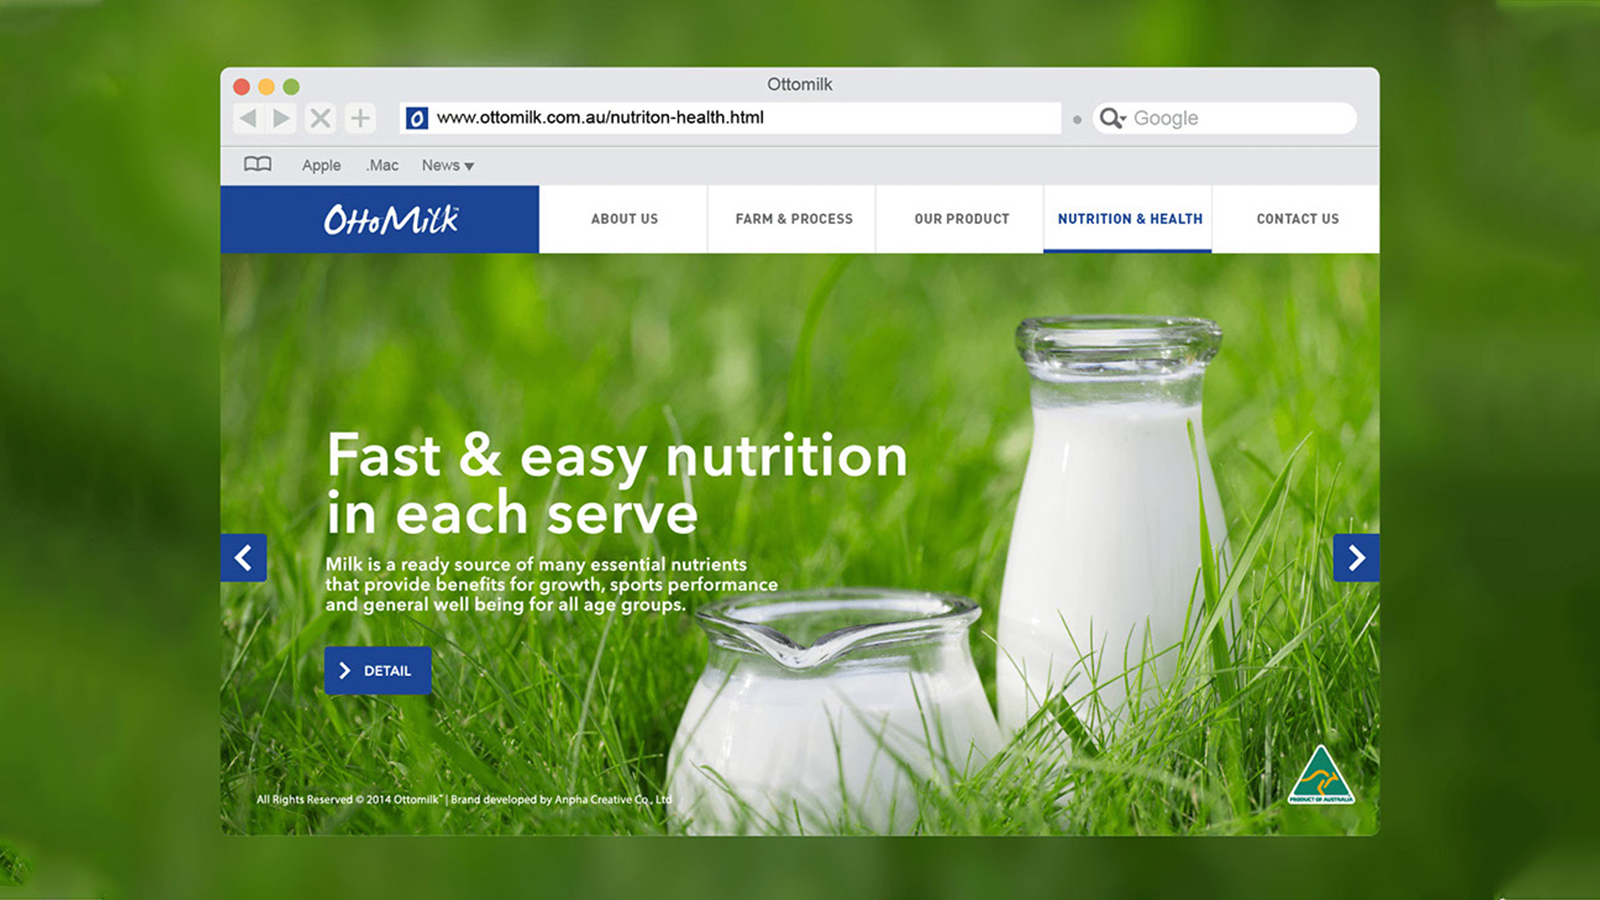 Ottomilk
www.ottomilk.com.au/nutriton-health.html
Google
Apple .Mac News
OttoMilk™
ABOUT US
FARM & PROCESS
OUR PRODUCT
NUTRITION & HEALTH
CONTACT US
Fast & easy nutrition
in each serve
Milk is a ready source of many essential nutrients
that provide benefits for growth, sports performance
and general well being for all age groups.
DETAIL
All Rights Reserved © 2014 Ottomilk™ | Brand developed by Anpha Creative Co., Ltd
PRODUCT OF AUSTRALIA